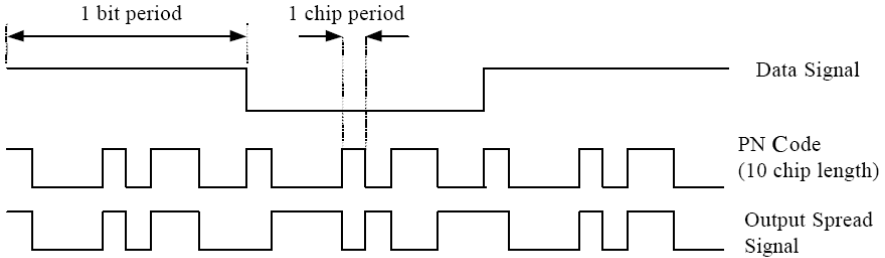 1 bit period
1 chip period
Data Signal
PN Code
(10 chip length)
Output Spread
Signal